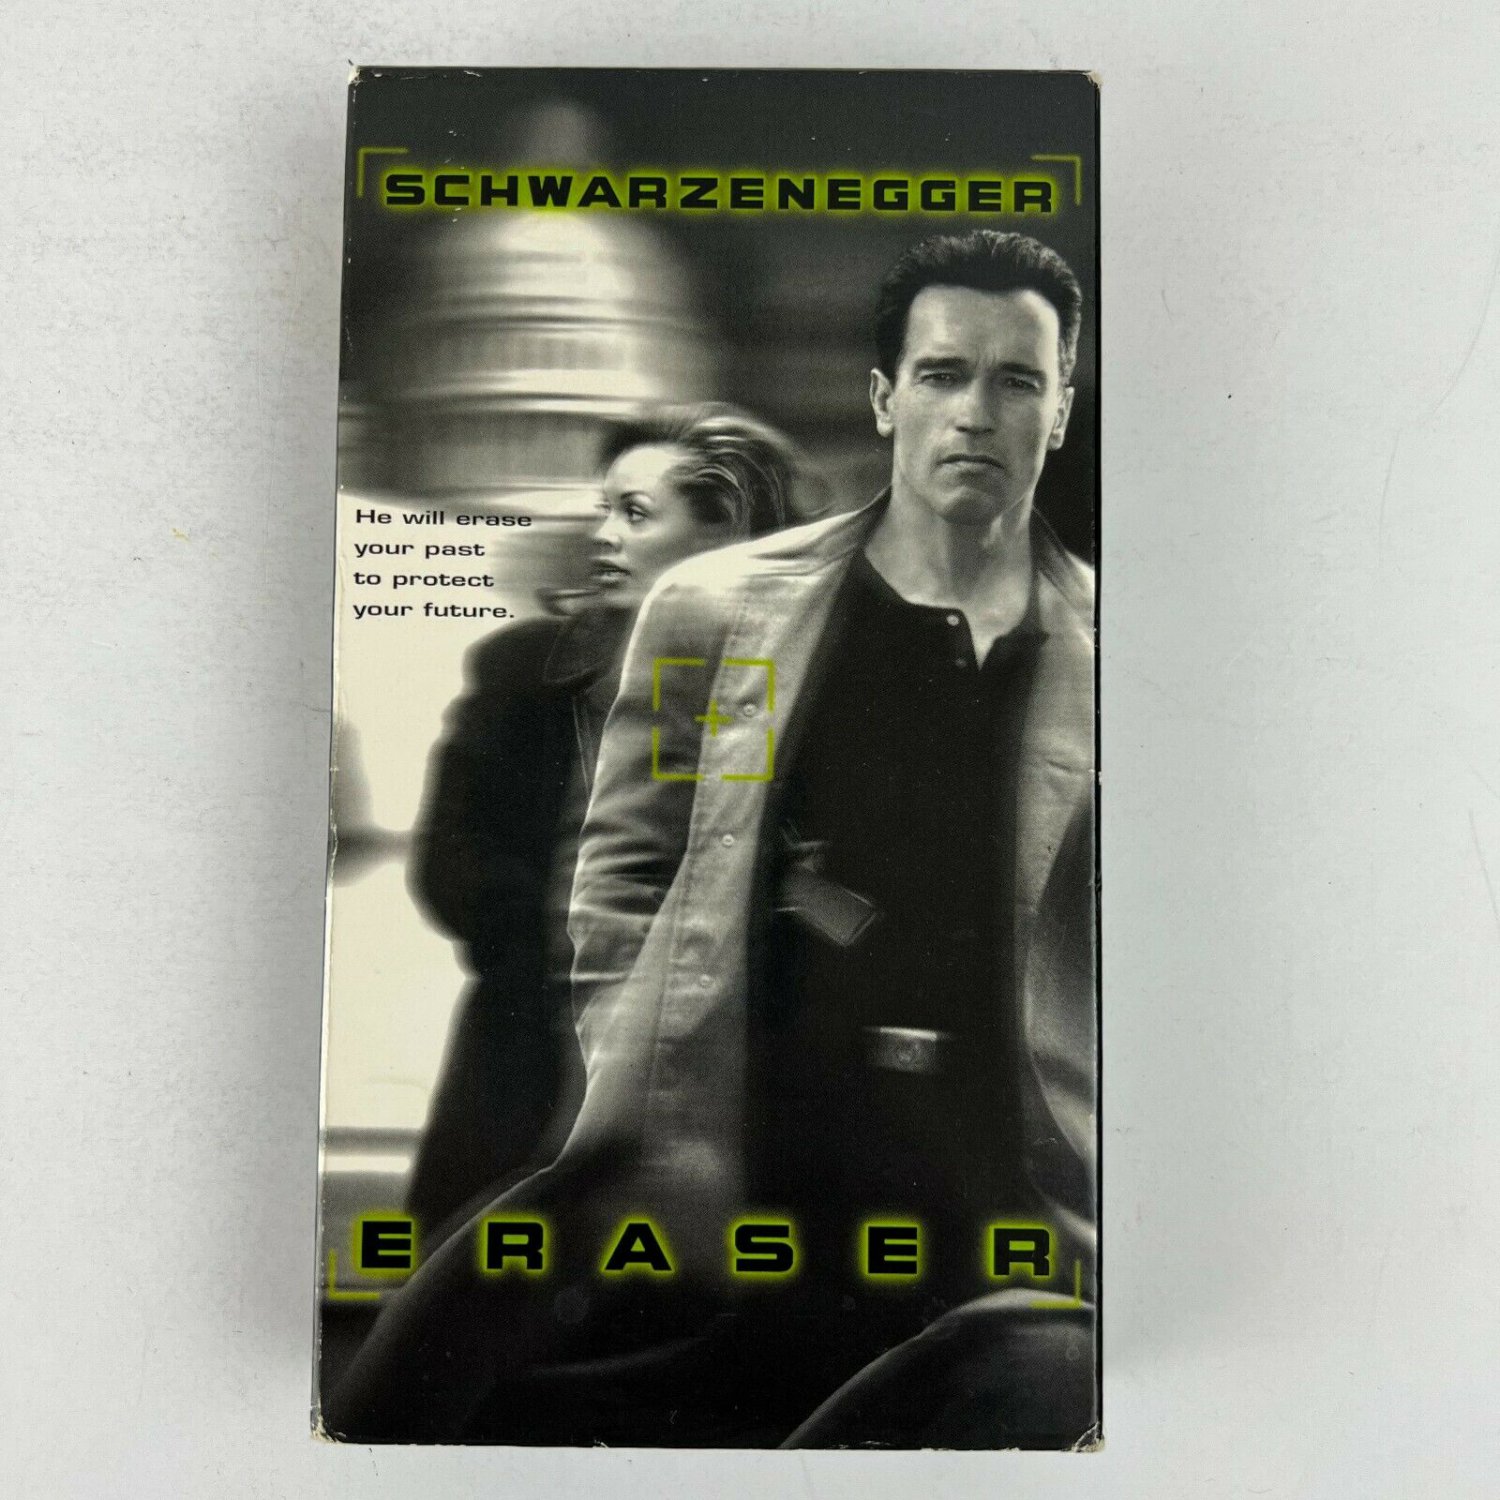 SCHWARZENEGGER
He will erase
your past
to protect
your future.
ERASER